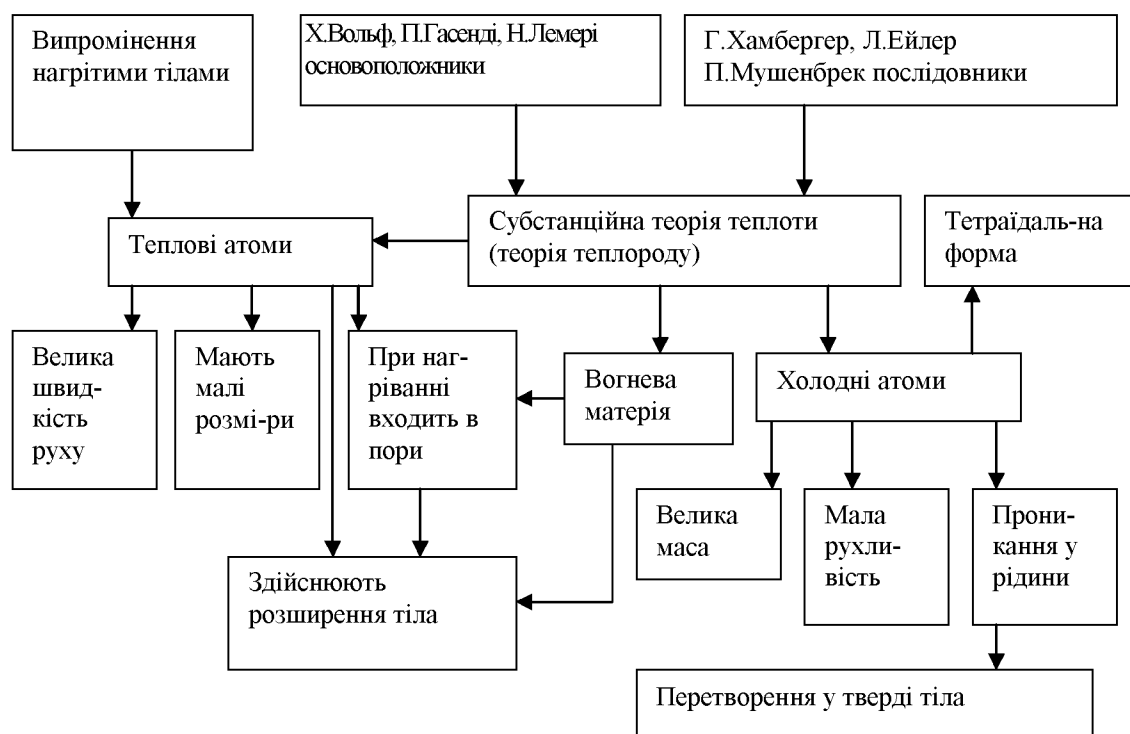 Випромінення
нагрітими тілами
Х.Вольф, П.Гасенді, Н.Лемері
основоположники
Г.Хамбергер, Л.Ейлер
П.Мушенбрек послідовники
Теплові атоми
Субстанційна теорія теплоти
(теорія теплороду)
Тетраїдаль-на
форма
Велика
швид-
кість
руху
Мають
малі
розмі-ри
При наг-
ріванні
входить в
пори
Вогнева
матерія
Холодні атоми
Здійснюють
розширення тіла
Велика
маса
Мала
рухли-
вість
Прони-
кання у
рідини
Перетворення у тверді тіла